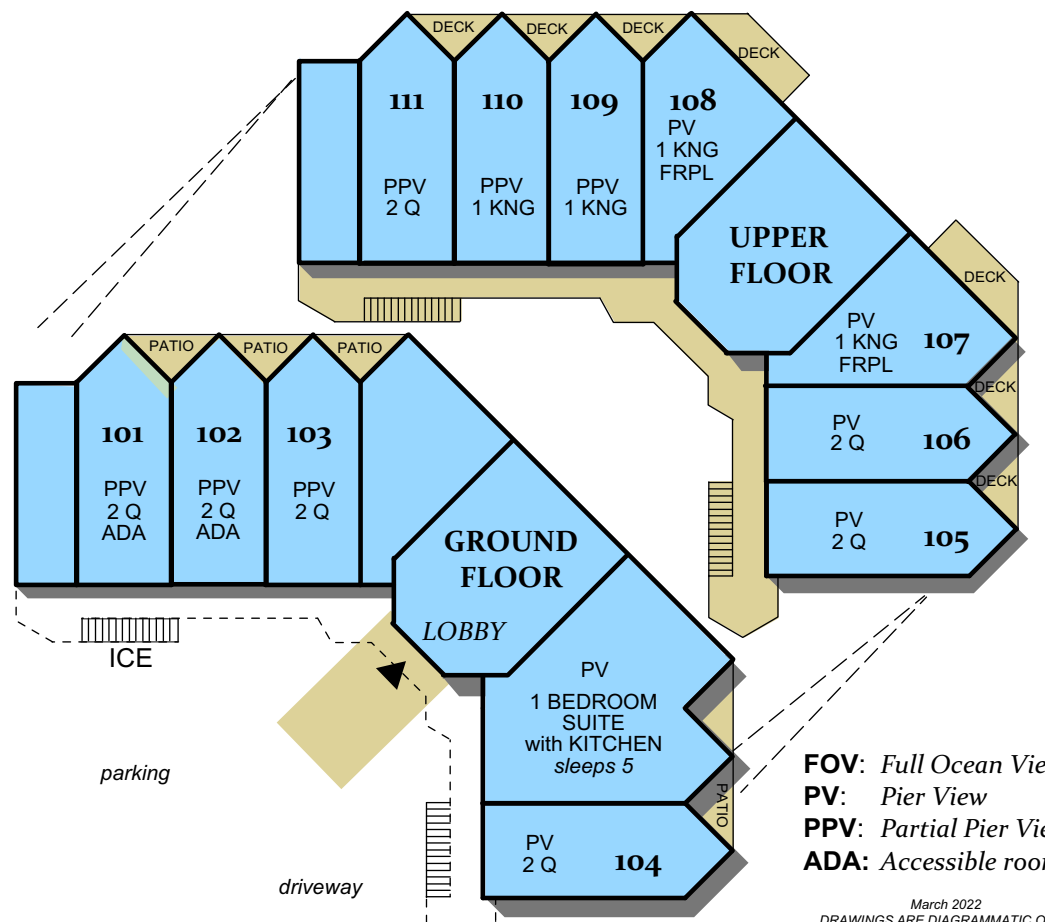 DECK
DECK
DECK
DECK
111
PPV
2 Q
110
PPV
1 KNG
109
PPV
1 KNG
108
PV
1 KNG
FRPL
UPPER
FLOOR
DECK
PV
1 KNG
FRPL
107
DECK
PV
2 Q
106
DECK
PV
2 Q
105
PATIO
PATIO
PATIO
101
PPV
2 Q
ADA
102
PPV
2 Q
ADA
103
PPV
2 Q
GROUND
FLOOR
LOBBY
ICE
PV
1 BEDROOM
SUITE
with KITCHEN
sleeps 5
PATIO
PV
2 Q
104
parking
driveway
FOV: Full Ocean Vie
PV: Pier View
PPV: Partial Pier Vie
ADA: Accessible roo
March 2022
DRAWINGS ARE DIAGRAMMATIC O